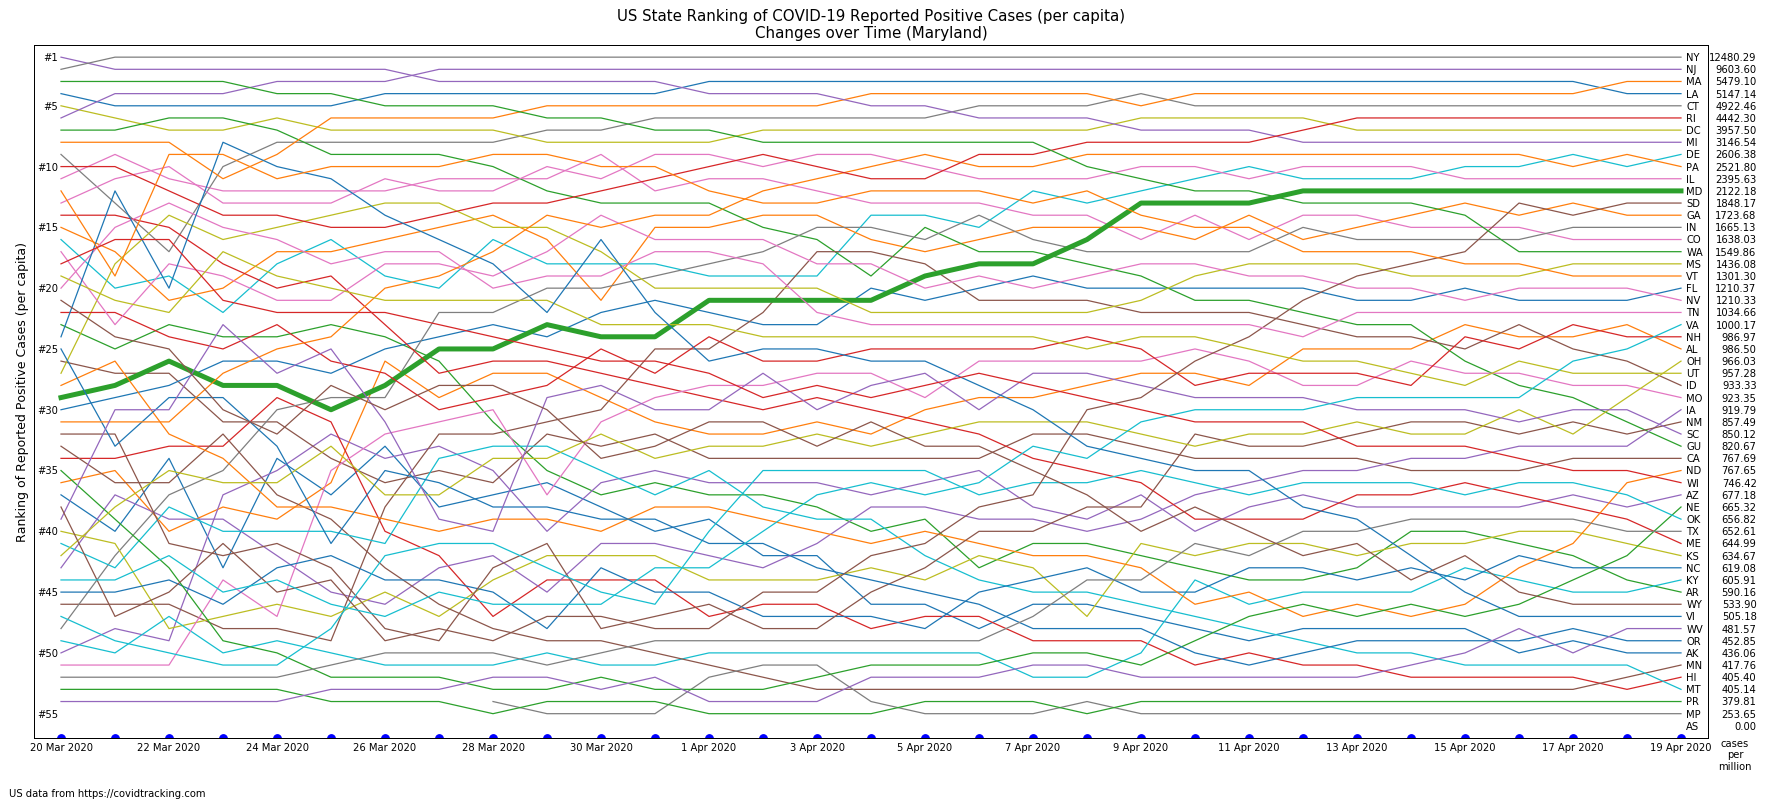 US State Ranking of COVID-19 Reported Positive Cases (per capita)
Changes over Time (Maryland)
Ranking of Reported Positive Cases (per capita)
#1
#5
#10
#15
#20
#25
#30
#35
#40
#45
#50
#55
NY 12480.29
NJ 9603.60
MA 5479.10
LA 5147.14
CT 4922.46
RI 4442.30
DC 3957.50
MI 3146.54
DE 2606.38
PA 2521.80
IL 2395.63
MD 2122.18
SD 1848.17
GA 1723.68
IN 1665.13
CO 1638.03
WA 1549.86
MS 1436.08
VT 1301.30
FL 1210.37
NV 1210.33
TN 1034.66
VA 1000.17
NH 986.97
AL 986.50
OH 966.03
UT 957.28
ID 933.33
MO 923.35
IA 919.79
NM 857.49
SC 850.12
GU 820.67
CA 767.69
ND 767.65
WI 746.42
AZ 677.18
NE 665.32
OK 656.82
TX 652.61
ME 644.99
KS 634.67
NC 619.08
KY 605.91
AR 590.16
WY 533.90
VI 505.18
WV 481.57
OR 452.85
AK 436.06
MN 417.76
HI 405.40
MT 405.14
PR 379.81
MP 253.65
AS 0.00
20 Mar 2020 22 Mar 2020 24 Mar 2020 26 Mar 2020 28 Mar 2020 30 Mar 2020 1 Apr 2020 3 Apr 2020 5 Apr 2020 7 Apr 2020 9 Apr 2020 11 Apr 2020 13 Apr 2020 15 Apr 2020 17 Apr 2020 19 Apr 2020
cases
per
million
US data from https://covidtracking.com